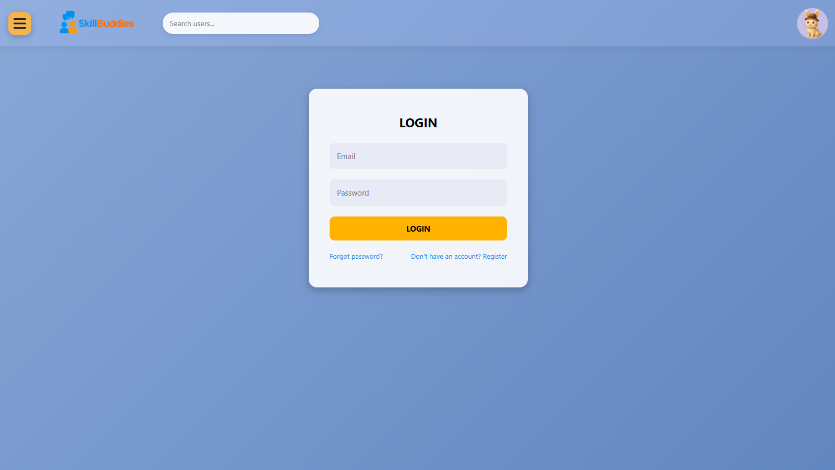 SkillBuddies
Search users...
LOGIN
Email
Password
LOGIN
Forgot password?
Don't have an account? Register